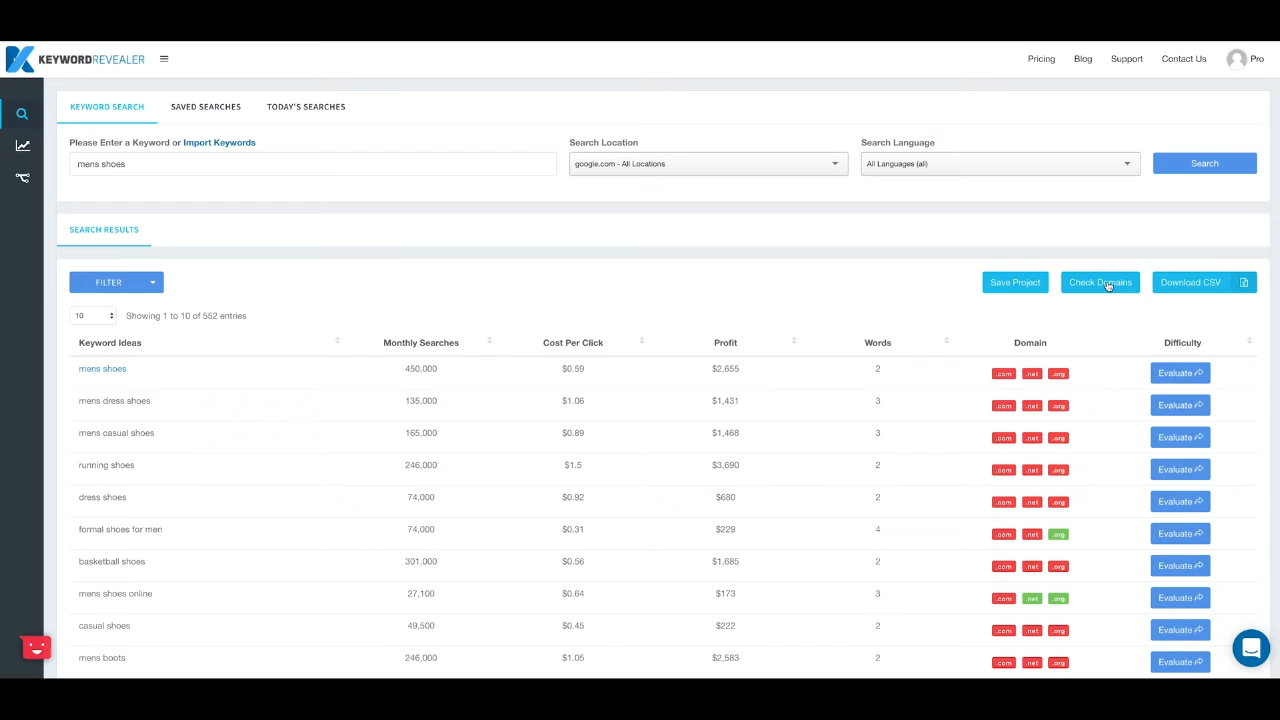 KEYWORDREVEALER
Pricing Blog Support Contact Us Pro
KEYWORD SEARCH SAVED SEARCHES TODAY'S SEARCHES
Please Enter a Keyword or Import Keywords Search Location Search Language
mens shoes google.com - All Locations All Languages (all) Search
SEARCH RESULTS
FILTER Save Project Check Domains Download CSV
10 Showing 1 to 10 of 552 entries
Keyword Ideas Monthly Searches Cost Per Click Profit Words Domain Difficulty
mens shoes 450,000 $0.59 $2,655 2 .com .net .org Evaluate
mens dress shoes 135,000 $1.06 $1,431 3 .com .net .org Evaluate
mens casual shoes 165,000 $0.89 $1,468 3 .com .net .org Evaluate
running shoes 246,000 $1.5 $3,690 2 .com .net .org Evaluate
dress shoes 74,000 $0.92 $680 2 .com .net .org Evaluate
formal shoes for men 74,000 $0.31 $229 4 .com .net .org Evaluate
basketball shoes 301,000 $0.56 $1,685 2 .com .net .org Evaluate
mens shoes online 27,100 $0.64 $173 3 .com .net .org Evaluate
casual shoes 49,500 $0.45 $222 2 .com .net .org Evaluate
mens boots 246,000 $1.05 $2,583 2 .com .net .org Evaluate